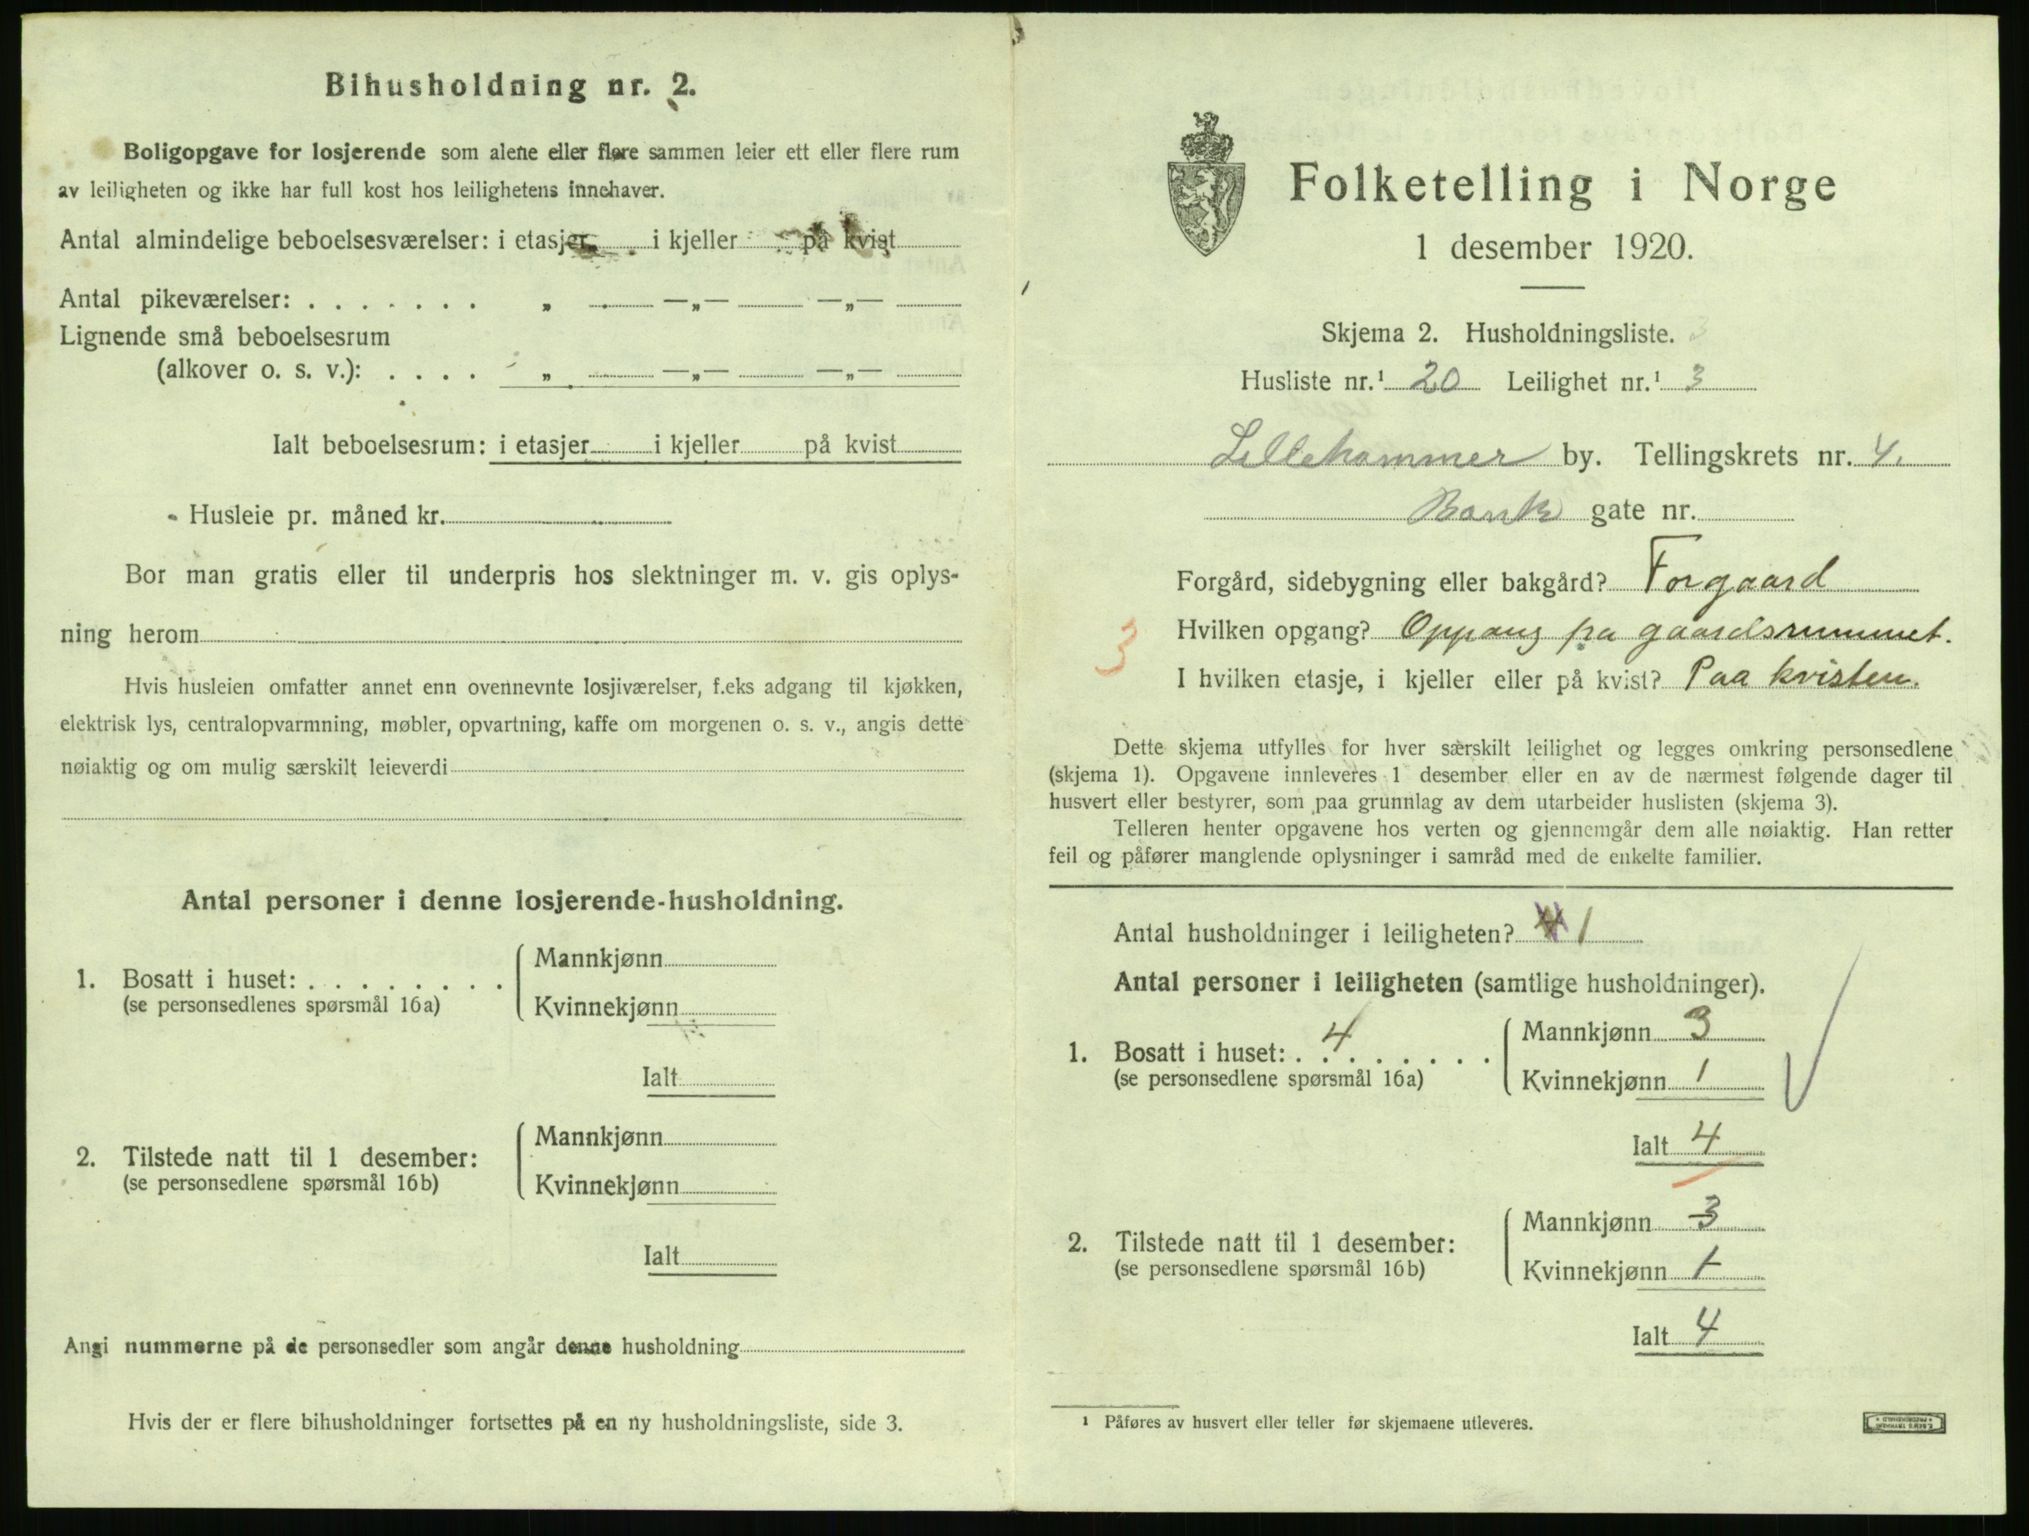 Bihusholdning nr. 2.
Boligopgave for losjerende som alene eller flere sammen leier ett eller flere rum
av leiligheten og ikke har full kost hos leilighetens innehaver.
Antal almindelige beboelsesværelser: i etasjer i kjeller på kvist
Antal pikeværelser: . . . . . . . „ —„— —„—
Lignende små beboelsesrum
(alkover o. s. v.): . . . . „ —„— —„—
Ialt beboelsesrum: i etasjer i kjeller på kvist
Husleie pr. måned kr.
Bor man gratis eller til underpris hos slektninger m. v. gis oplys-
ning herom
Hvis husleien omfatter annet enn ovennevnte losjiværelser, f.eks adgang til kjøkken,
elektrisk lys, centralopvarmning, møbler, opvartning, kaffe om morgenen o. s. v., angis dette
nøiaktig og om mulig særskilt leieverdi
Antal personer i denne losjerende-husholdning.
1. Bosatt i huset: . . . . . . . .
(se personsedlenes spørsmål 16a)
Mannkjønn
Kvinnekjønn
Ialt
2. Tilstede natt til 1 desember:
(se personsedlene spørsmål 16b)
Mannkjønn
Kvinnekjønn
Ialt
Angi nummerne på de personsedler som angår denne husholdning
Hvis der er flere bihusholdninger fortsettes på en ny husholdningsliste, side 3.
Folketelling i Norge
1 desember 1920.
Skjema 2. Husholdningsliste.
Husliste nr.¹ 20 Leilighet nr.¹ 3
Lillehammer by. Tellingskrets nr. 4.
Bank gate nr.
Forgård, sidebygning eller bakgård? Forgaard
3 Hvilken opgang? Oppang pa gaardsrummet.
I hvilken etasje, i kjeller eller på kvist? Paa kvisten.
Dette skjema utfylles for hver særskilt leilighet og legges omkring personsedlene
(skjema 1). Opgavene innleveres 1 desember eller en av de nærmest følgende dager til
husvert eller bestyrer, som paa grunnlag av dem utarbeider huslisten (skjema 3).
Telleren henter opgavene hos verten og gjennemgår dem alle nøiaktig. Han retter
feil og påfører manglende oplysninger i samråd med de enkelte familier.
Antal husholdninger i leiligheten? 1
Antal personer i leiligheten (samtlige husholdninger).
1. Bosatt i huset: . . . . . . . . 4
(se personsedlene spørsmål 16a)
Mannkjønn 3
Kvinnekjønn 1
Ialt 4
2. Tilstede natt til 1 desember:
(se personsedlene spørsmål 16b)
Mannkjønn 3
Kvinnekjønn 1
Ialt 4
¹ Påføres av husvert eller teller før skjemaene utleveres.